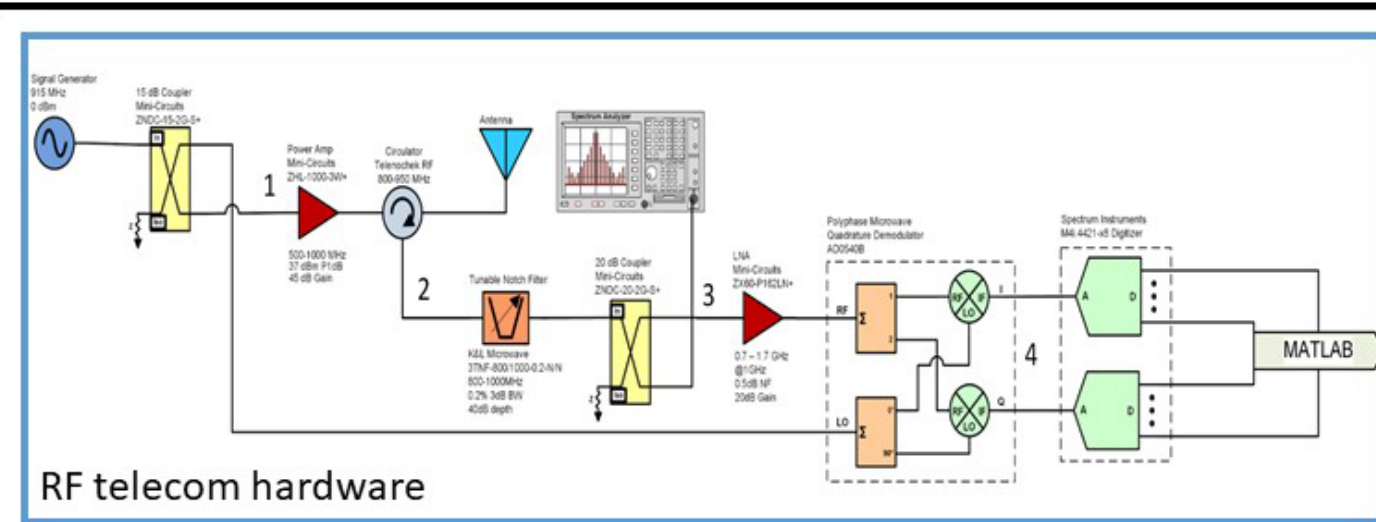 Signal Generator
915 MHz
0 dBm
15 dB Coupler
Mini-Circuits
ZNDC-15-2G-S+
1
Power Amp
Mini-Circuits
ZHL-1000-3W+
500-1000 MHz
37 dBm P1dB
45 dB Gain
Circulator
Telenochek RF
800-950 MHz
Antenna
Spectrum Analyzer
2
Tunable Notch Filter
K&L Microwave
3TNF-800/1000-0.2-N/N
800-1000MHz
0.2% 3dB BW
40dB depth
20 dB Coupler
Mini-Circuits
ZNDC-20-2G-S+
3
LNA
Mini-Circuits
ZX60-P162LN+
0.7 – 1.7 GHz
@1GHz
0.5dB NF
20dB Gain
Polyphase Microwave
Quadrature Demodulator
AD0540B
RF
Σ
1
2
RF IF
LO
I
LO
Σ
0°
90°
RF IF
LO
Q
4
Spectrum Instruments
M4i.4421-x8 Digitizer
A
D
A
D
MATLAB
RF telecom hardware